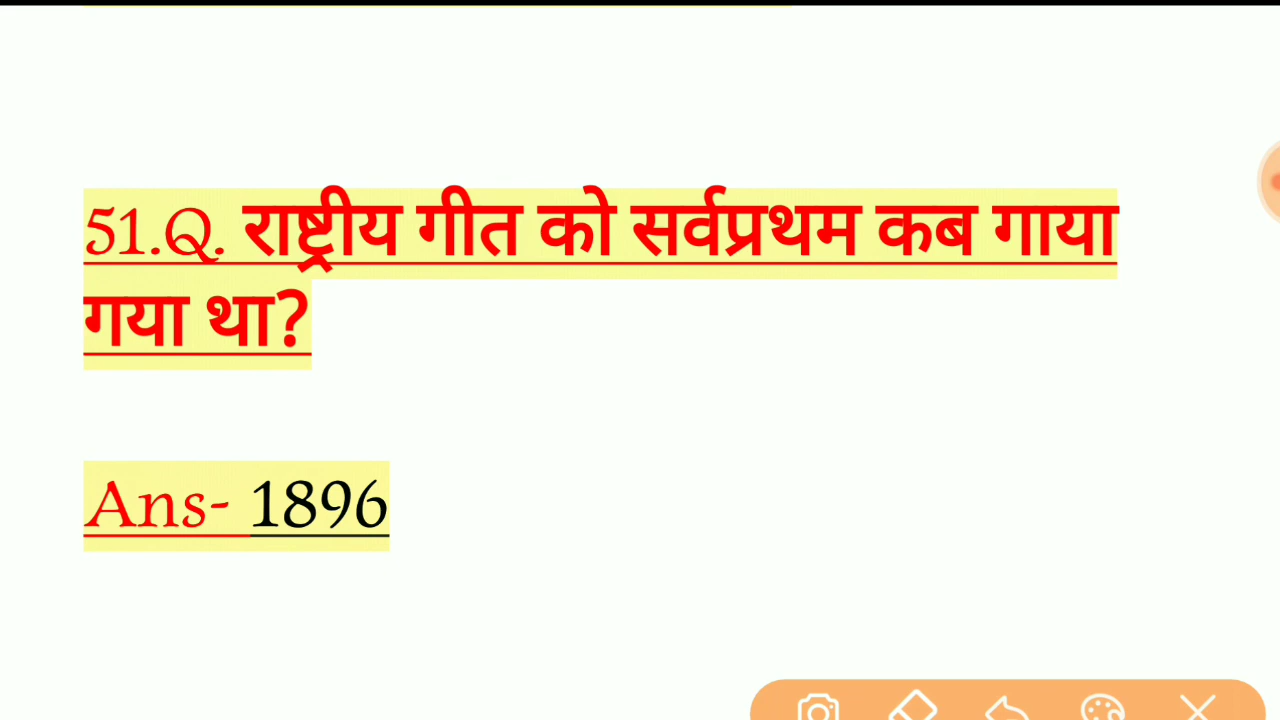 51.Q. राष्ट्रीय गीत को सर्वप्रथम कब गाया
गया था?
Ans- 1896